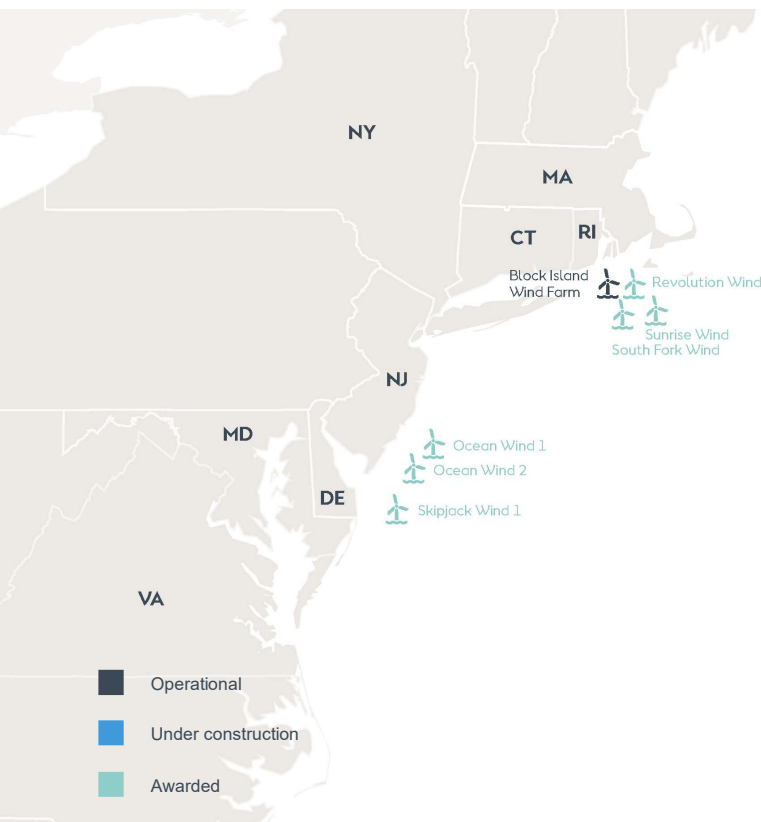 NY
MA
CT
RI
Block Island
Wind Farm
Revolution Wind
Sunrise Wind
South Fork Wind
NJ
MD
Ocean Wind 1
Ocean Wind 2
DE
Skipjack Wind 1
VA
Operational
Under construction
Awarded